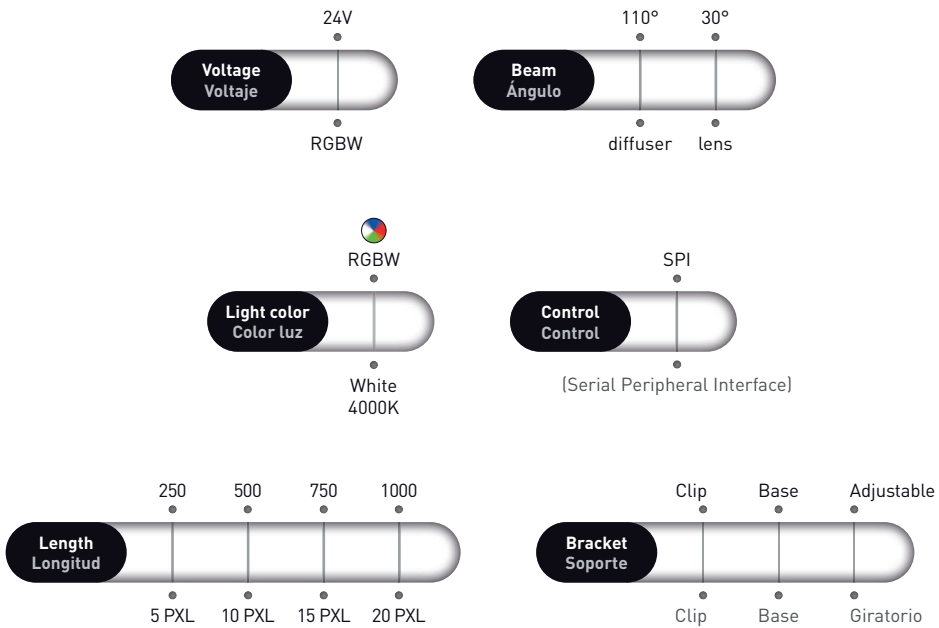 24V
Voltage
Voltaje
RGBW
110° 30°
Beam
Ángulo
diffuser lens
RGBW
Light color
Color luz
White
4000K
SPI
Control
Control
(Serial Peripheral Interface)
250 500 750 1000
Length
Longitud
5 PXL 10 PXL 15 PXL 20 PXL
Clip Base Adjustable
Bracket
Soporte
Clip Base Giratorio